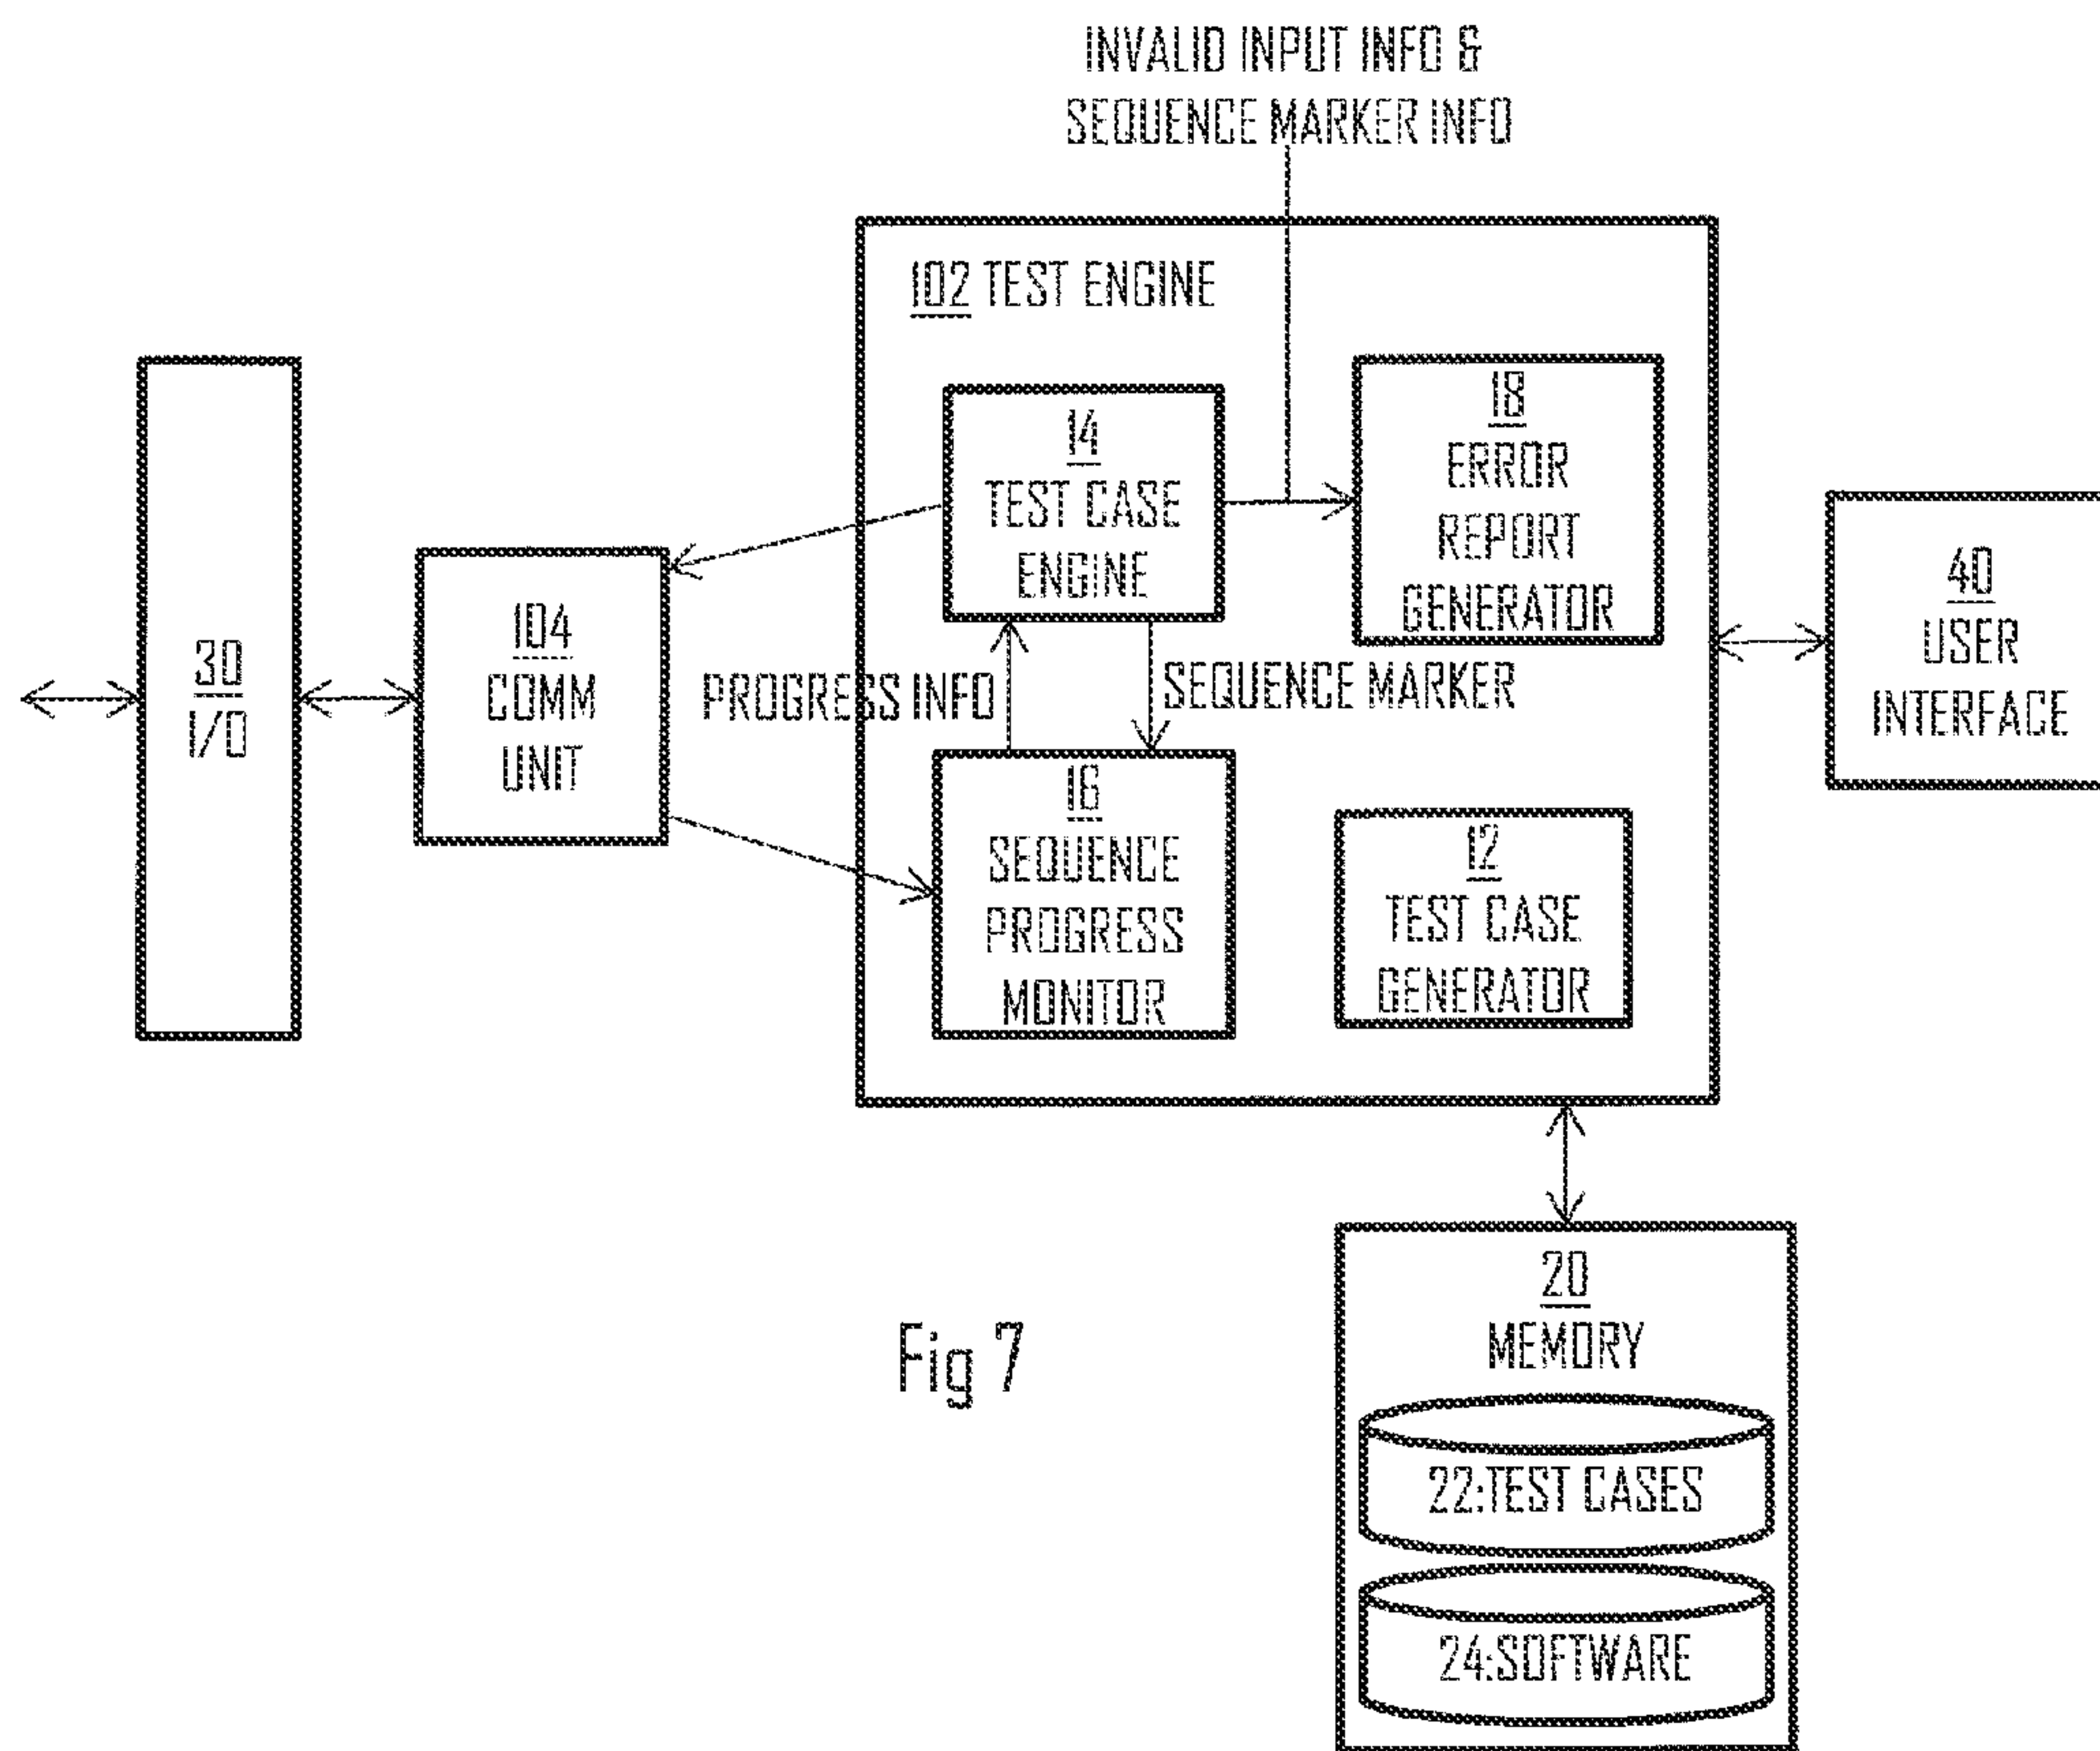 INVALID INPUT INFO &
SEQUENCE MARKER INFO
102 TEST ENGINE
14
TEST CASE
ENGINE
18
ERROR
REPORT
GENERATOR
30
I/O
104
COMM
UNIT
PROGRESS INFO
SEQUENCE MARKER
40
USER
INTERFACE
16
SEQUENCE
PROGRESS
MONITOR
12
TEST CASE
GENERATOR
20
MEMORY
22:TEST CASES
24:SOFTWARE
Fig 7